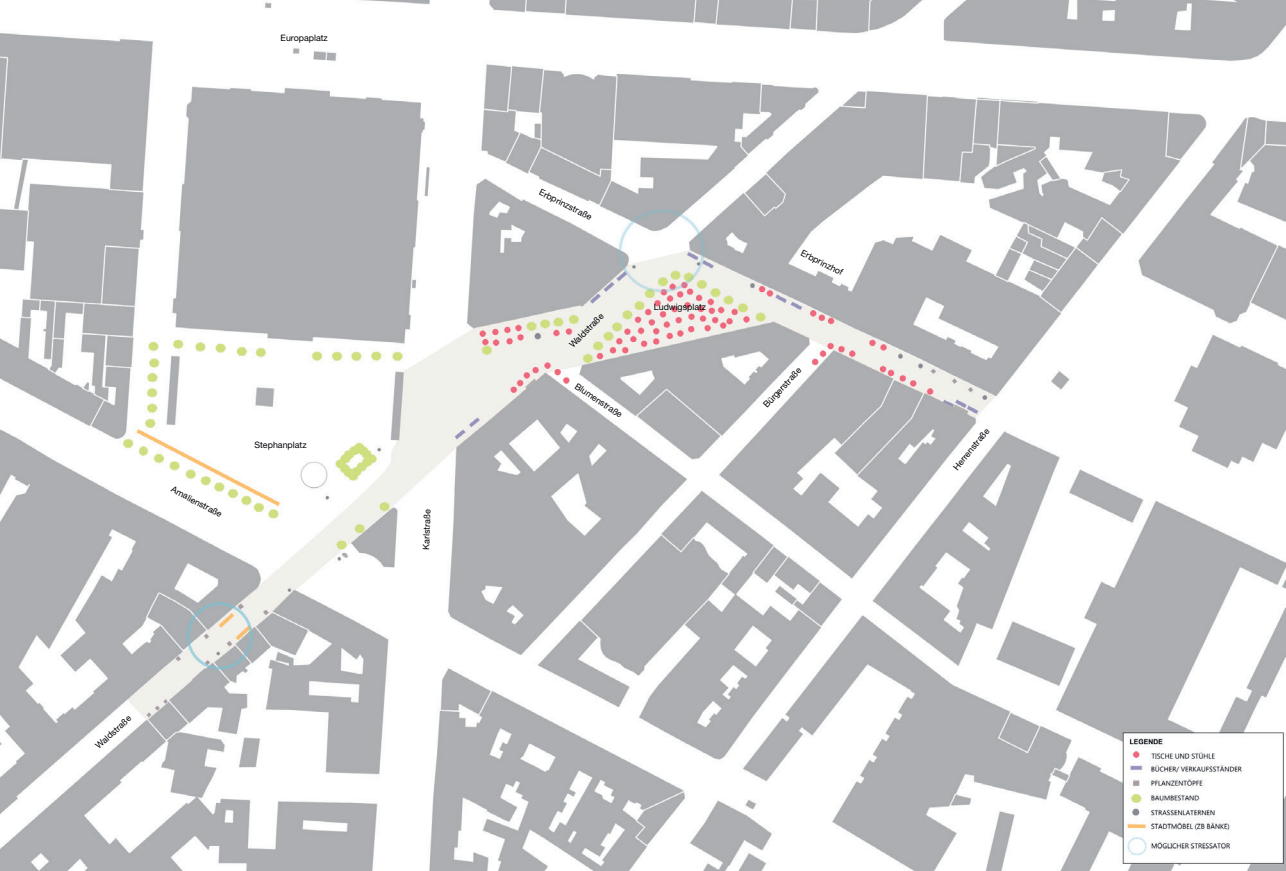 Europaplatz
Erbprinzstraße
Erbprinzhof
Ludwigsplatz
Waldstraße
Blumenstraße
Bürgerstraße
Herrenstraße
Stephanplatz
Amalienstraße
Karlstraße
Waldstraße
LEGENDE
TISCHE UND STÜHLE
BÜCHER/ VERKAUFSSTÄNDER
PFLANZENTÖPFE
BAUMBESTAND
STRASSENLATERNEN
STADTMÖBEL (ZB BÄNKE)
MÖGLICHER STRESSATOR